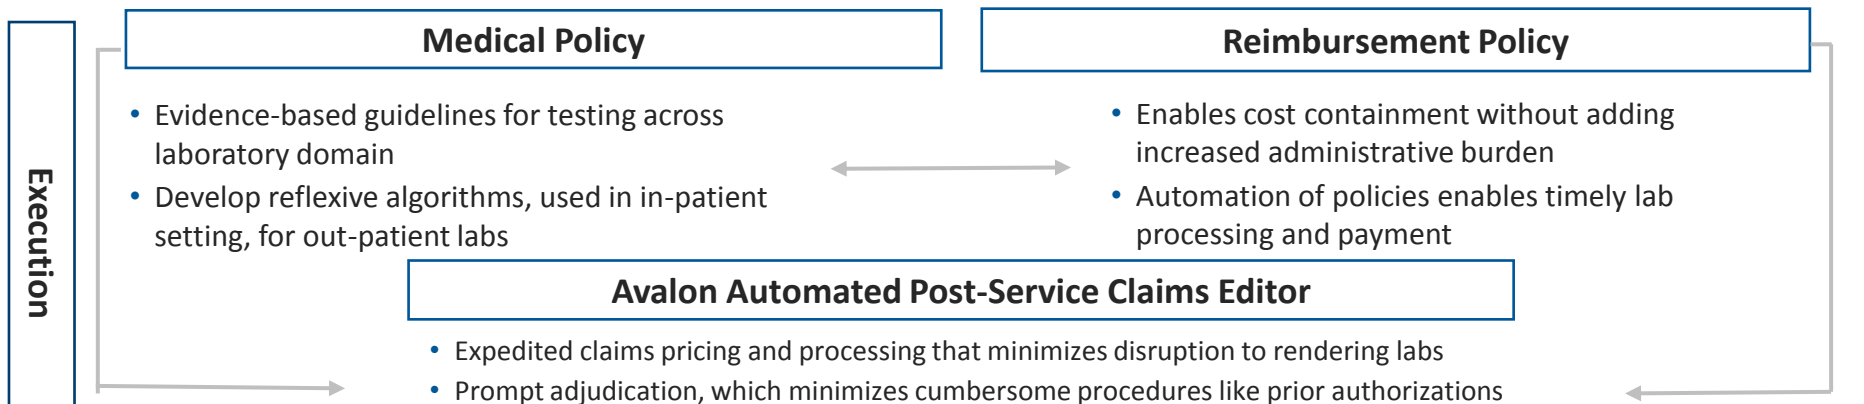 Execution
Medical Policy
• Evidence-based guidelines for testing across
laboratory domain
• Develop reflexive algorithms, used in in-patient
setting, for out-patient labs
Reimbursement Policy
• Enables cost containment without adding
increased administrative burden
• Automation of policies enables timely lab
processing and payment
Avalon Automated Post-Service Claims Editor
• Expedited claims pricing and processing that minimizes disruption to rendering labs
• Prompt adjudication, which minimizes cumbersome procedures like prior authorizations